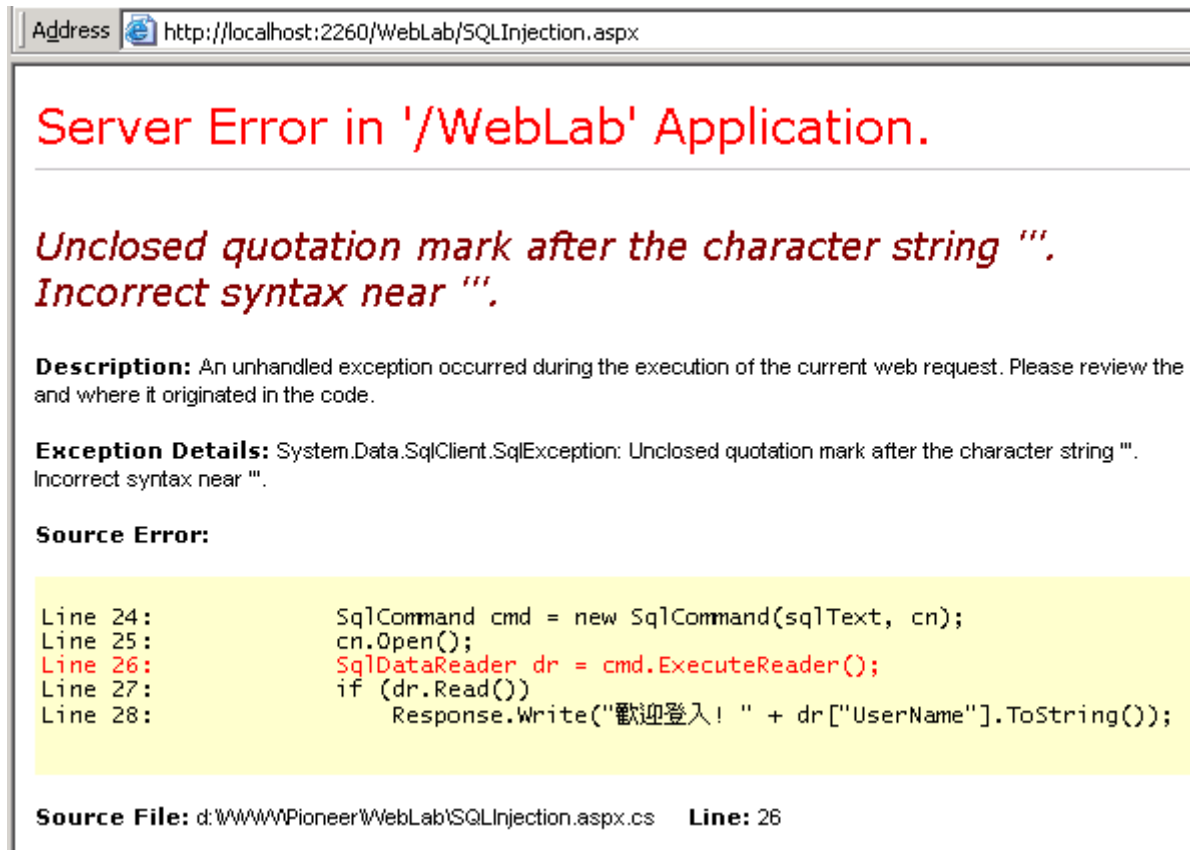 Address http://localhost:2260/WebLab/SQLInjection.aspx
Server Error in '/WebLab' Application.
Unclosed quotation mark after the character string '''.
Incorrect syntax near '''.
Description: An unhandled exception occurred during the execution of the current web request. Please review the
and where it originated in the code.
Exception Details: System.Data.SqlClient.SqlException: Unclosed quotation mark after the character string '''.
Incorrect syntax near '''.
Source Error:
Line 24: SqlCommand cmd = new SqlCommand(sqlText, cn);
Line 25: cn.Open();
Line 26: SqlDataReader dr = cmd.ExecuteReader();
Line 27: if (dr.Read())
Line 28: Response.Write("歡迎登入! " + dr["UserName"].ToString());
Source File: d:\WWW\Pioneer\WebLab\SQLInjection.aspx.cs Line: 26